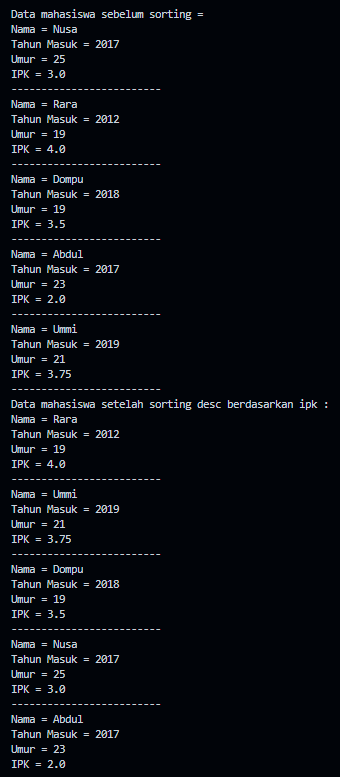 Data mahasiswa sebelum sorting =
Nama = Nusa
Tahun Masuk = 2017
Umur = 25
IPK = 3.0
-------------------------
Nama = Rara
Tahun Masuk = 2012
Umur = 19
IPK = 4.0
-------------------------
Nama = Dompu
Tahun Masuk = 2018
Umur = 19
IPK = 3.5
-------------------------
Nama = Abdul
Tahun Masuk = 2017
Umur = 23
IPK = 2.0
-------------------------
Nama = Ummi
Tahun Masuk = 2019
Umur = 21
IPK = 3.75
-------------------------
Data mahasiswa setelah sorting desc berdasarkan ipk :
Nama = Rara
Tahun Masuk = 2012
Umur = 19
IPK = 4.0
-------------------------
Nama = Ummi
Tahun Masuk = 2019
Umur = 21
IPK = 3.75
-------------------------
Nama = Dompu
Tahun Masuk = 2018
Umur = 19
IPK = 3.5
-------------------------
Nama = Nusa
Tahun Masuk = 2017
Umur = 25
IPK = 3.0
-------------------------
Nama = Abdul
Tahun Masuk = 2017
Umur = 23
IPK = 2.0